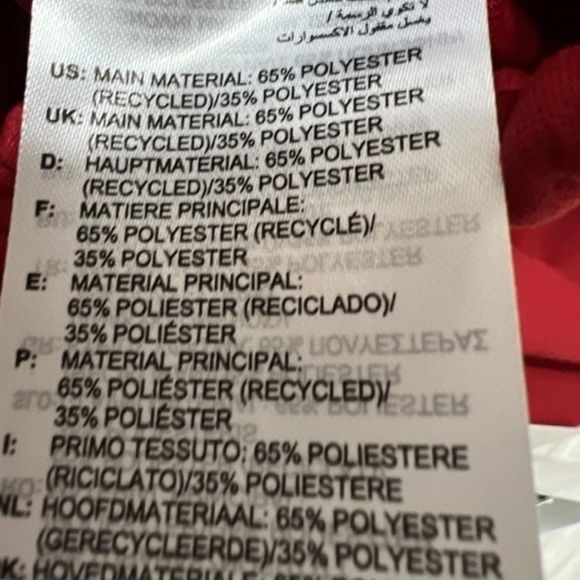 لا تكوي الرسمة /
يغسل مقفول الاكسسوارات
US: MAIN MATERIAL: 65% POLYESTER
(RECYCLED)/35% POLYESTER
UK: MAIN MATERIAL: 65% POLYESTER
(RECYCLED)/35% POLYESTER
D: HAUPTMATERIAL: 65% POLYESTER
(RECYCLED)/35% POLYESTER
F: MATIERE PRINCIPALE:
65% POLYESTER (RECYCLÉ)/
35% POLYESTER
E: MATERIAL PRINCIPAL:
65% POLIESTER (RECICLADO)/
35% POLIÉSTER
P: MATERIAL PRINCIPAL:
65% POLIÉSTER (RECYCLED)/
35% POLIÉSTER
I: PRIMO TESSUTO: 65% POLIESTERE
(RICICLATO)/35% POLIESTERE
NL: HOOFDMATERIAAL: 65% POLYESTER
(GERECYCLEERDE)/35% POLYESTER